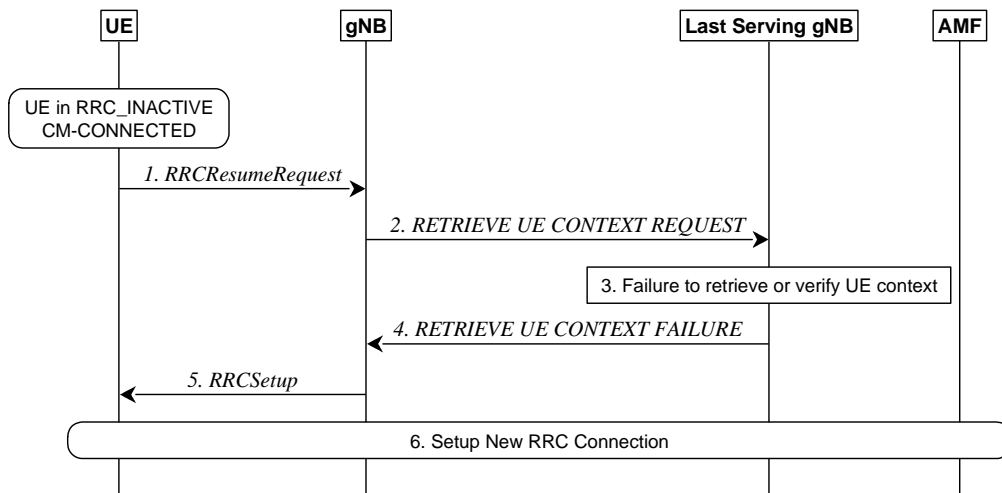 UE
gNB
Last Serving gNB
AMF
UE in RRC_INACTIVE
CM-CONNECTED
1. RRCResumeRequest
2. RETRIEVE UE CONTEXT REQUEST
3. Failure to retrieve or verify UE context
4. RETRIEVE UE CONTEXT FAILURE
5. RRCSetup
6. Setup New RRC Connection